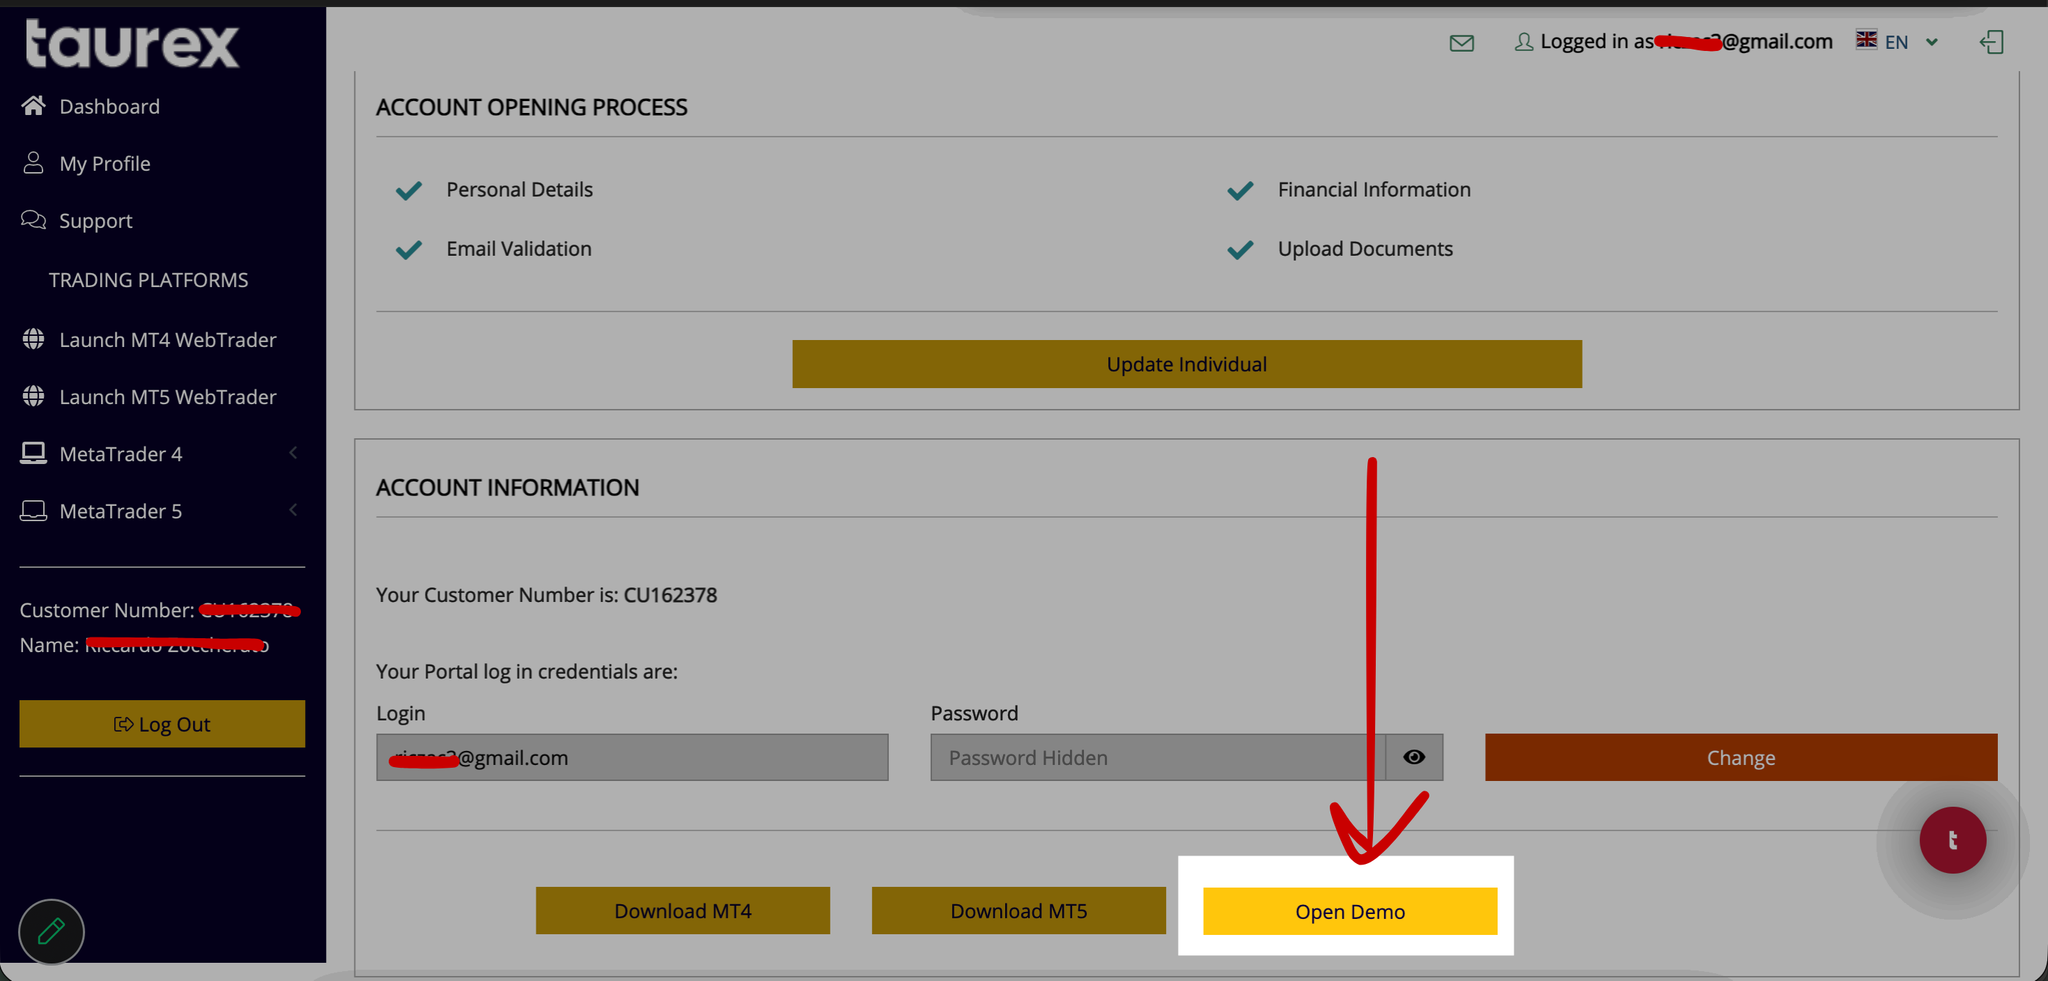 taurex
Logged in as @gmail.com
EN
Dashboard
My Profile
Support
TRADING PLATFORMS
Launch MT4 WebTrader
Launch MT5 WebTrader
MetaTrader 4
MetaTrader 5
Customer Number:
Name:
Log Out
ACCOUNT OPENING PROCESS
Personal Details
Financial Information
Email Validation
Upload Documents
Update Individual
ACCOUNT INFORMATION
Your Customer Number is: CU162378
Your Portal log in credentials are:
Login
Password
@gmail.com
Password Hidden
Change
t
Download MT4
Download MT5
Open Demo